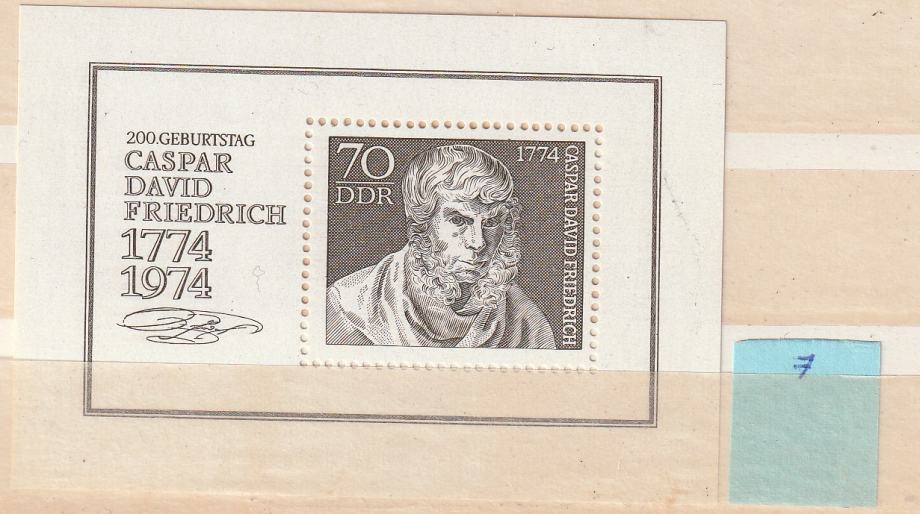 200. GEBURTSTAG
CASPAR
DAVID
FRIEDRICH
1774
1974
70
DDR
1774
CASPAR DAVID FRIEDRICH
7